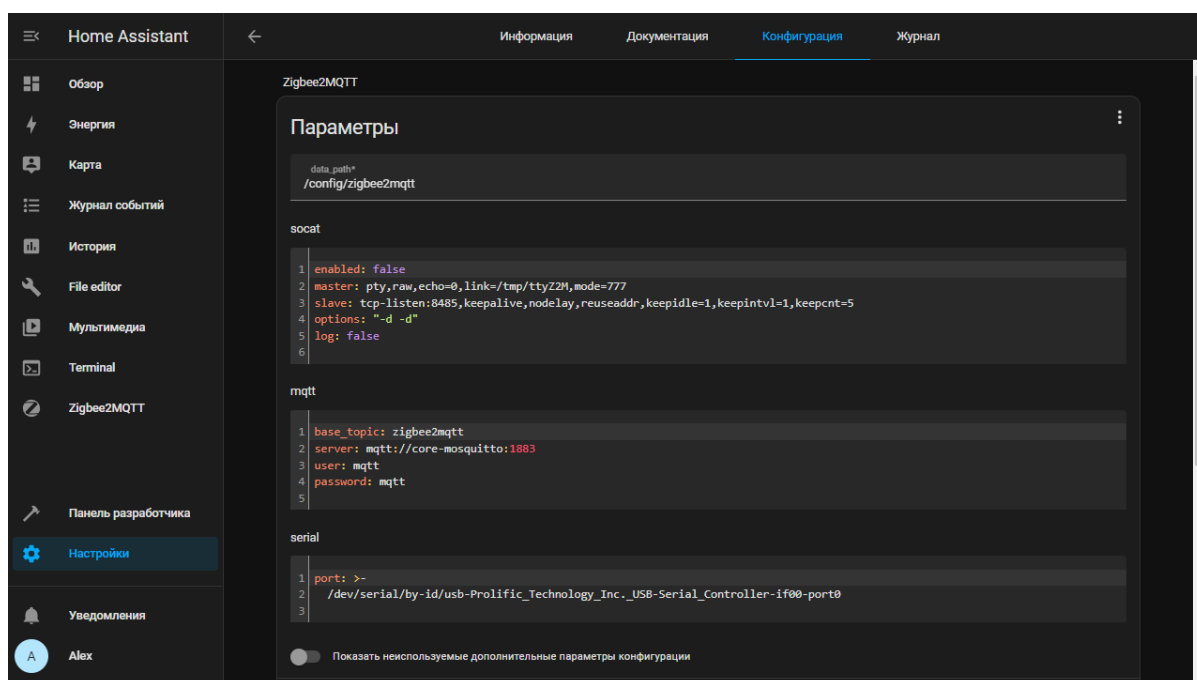 Home Assistant
Информация
Документация
Конфигурация
Журнал
Обзор
Энергия
Карта
Журнал событий
История
File editor
Мультимедиа
Terminal
Zigbee2MQTT
Панель разработчика
Настройки
Уведомления
A
Alex
Zigbee2MQTT
Параметры
data_path*
/config/zigbee2mqtt
socat
1 enabled: false
2 master: pty,raw,echo=0,link=/tmp/ttyZ2M,mode=777
3 slave: tcp-listen:8485,keepalive,nodelay,reuseaddr,keepidle=1,keepintvl=1,keepcnt=5
4 options: "-d -d"
5 log: false
6
mqtt
1 base_topic: zigbee2mqtt
2 server: mqtt://core-mosquitto:1883
3 user: mqtt
4 password: mqtt
5
serial
1 port: >-
2 /dev/serial/by-id/usb-Prolific_Technology_Inc._USB-Serial_Controller-if00-port0
3
Показать неиспользуемые дополнительные параметры конфигурации